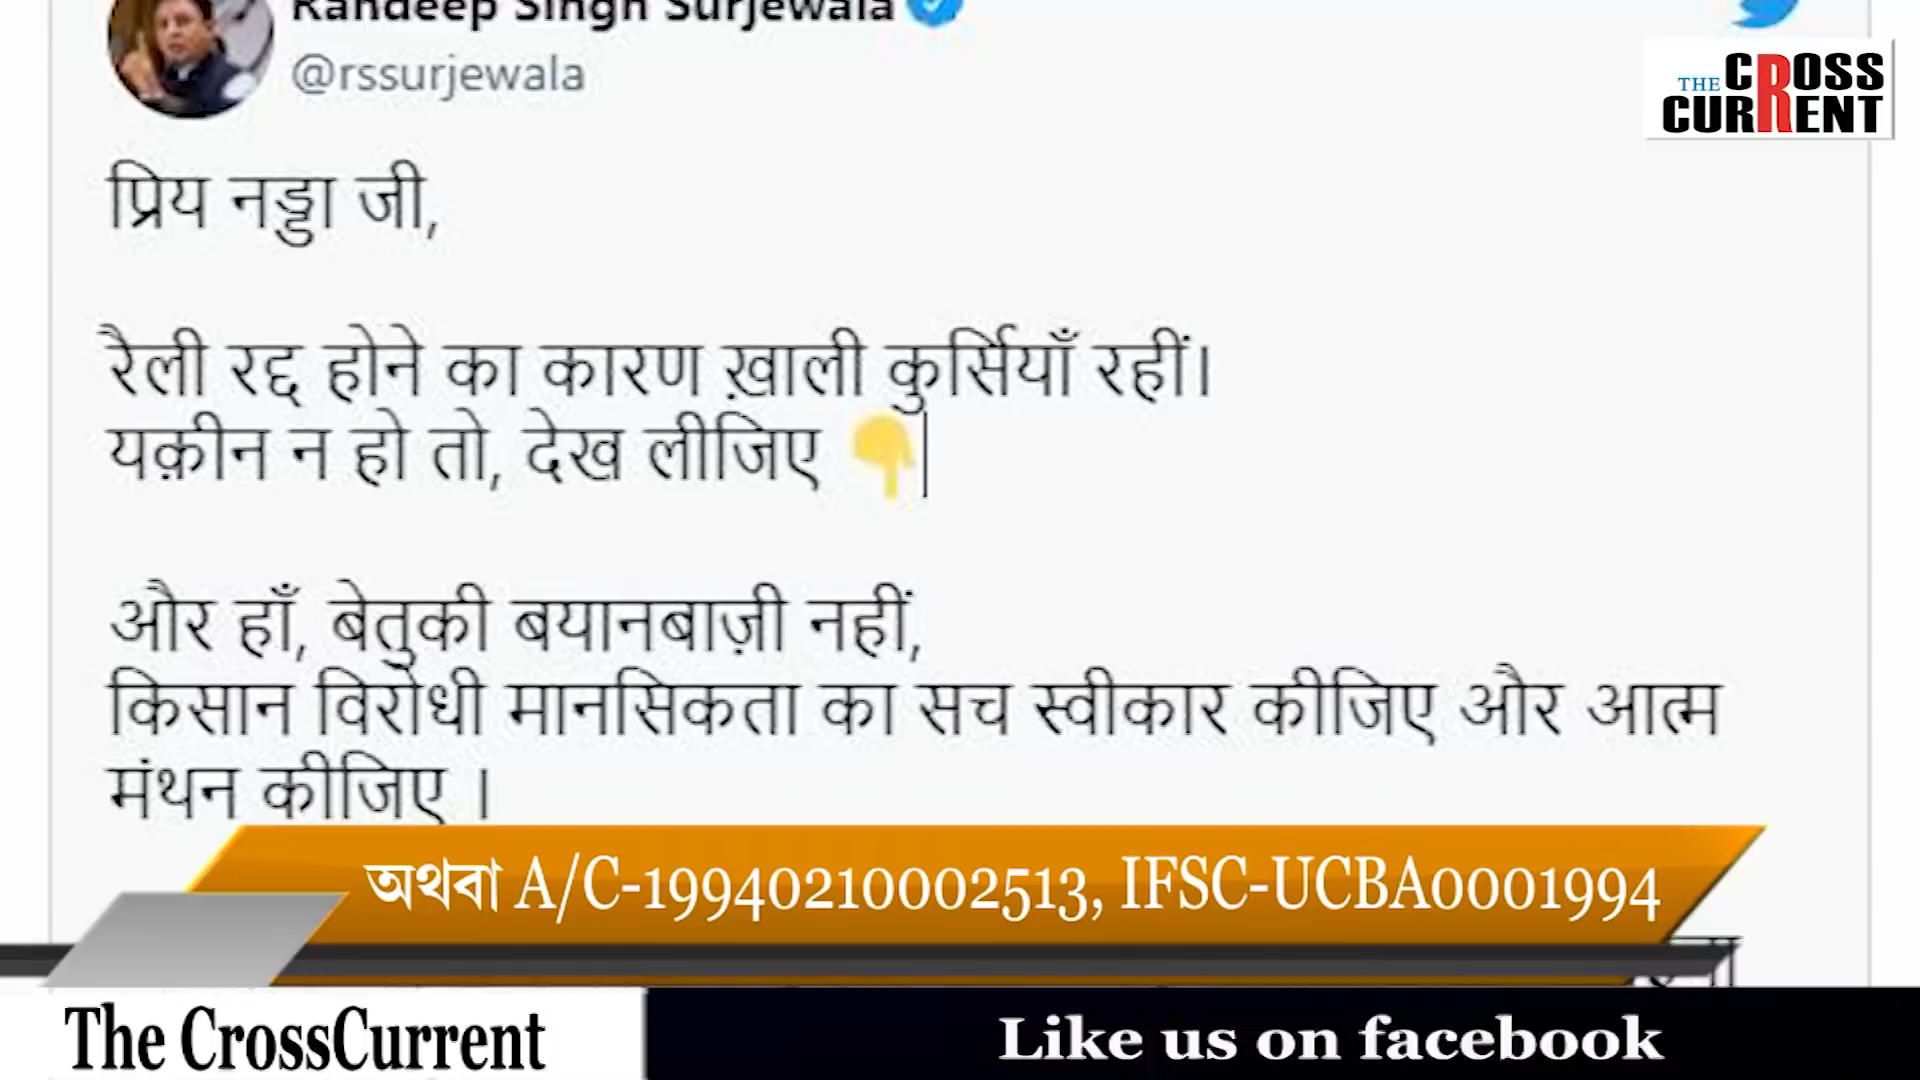 Randeep Singh Surjewala
@rssurjewala
THE CROSS
CURRENT
प्रिय नड्डा जी,
रैली रद्द होने का कारण ख़ाली कुर्सियाँ रहीं।
यक़ीन न हो तो, देख लीजिए 👇|
और हाँ, बेतुकी बयानबाज़ी नहीं,
किसान विरोधी मानसिकता का सच स्वीकार कीजिए और आत्म
मंथन कीजिए ।
অথবা A/C-19940210002513, IFSC-UCBA0001994
The CrossCurrent
Like us on facebook